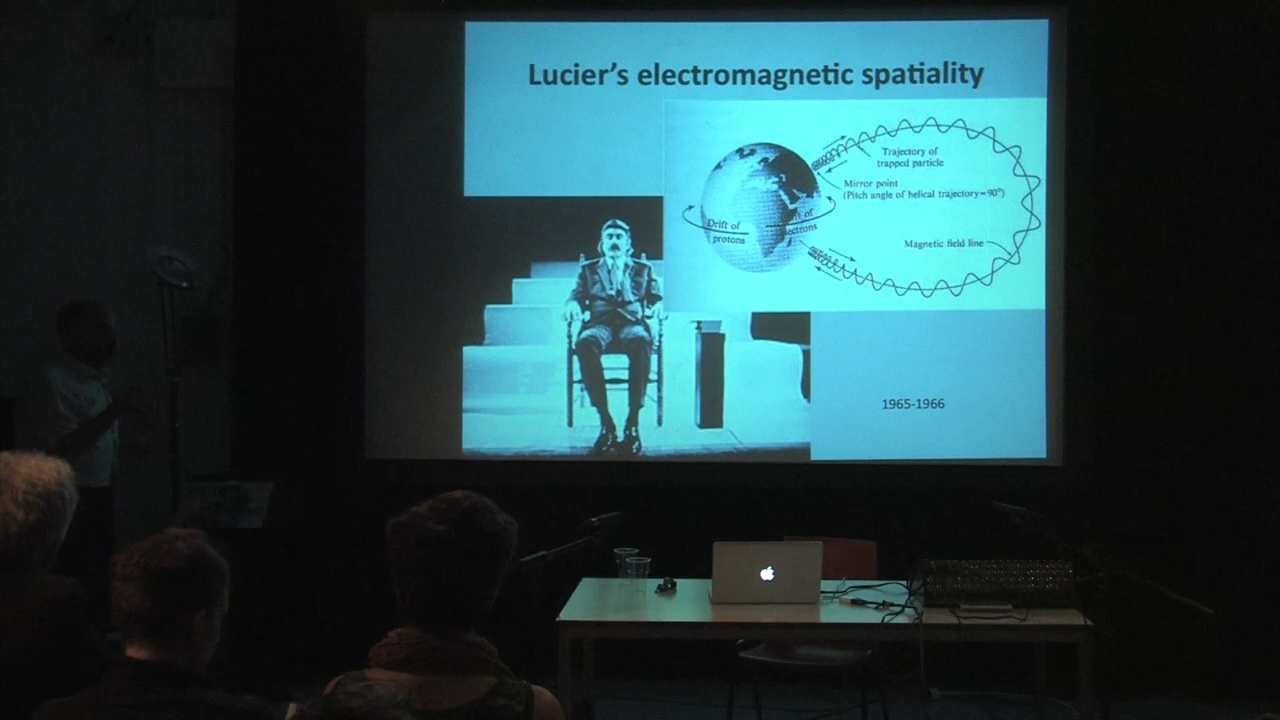 Lucier's electromagnetic spatiality
Trajectory of
trapped particle
Mirror point
(Pitch angle of helical trajectory=90°)
Drift of
protons
of
Magnetic field line
1965-1966